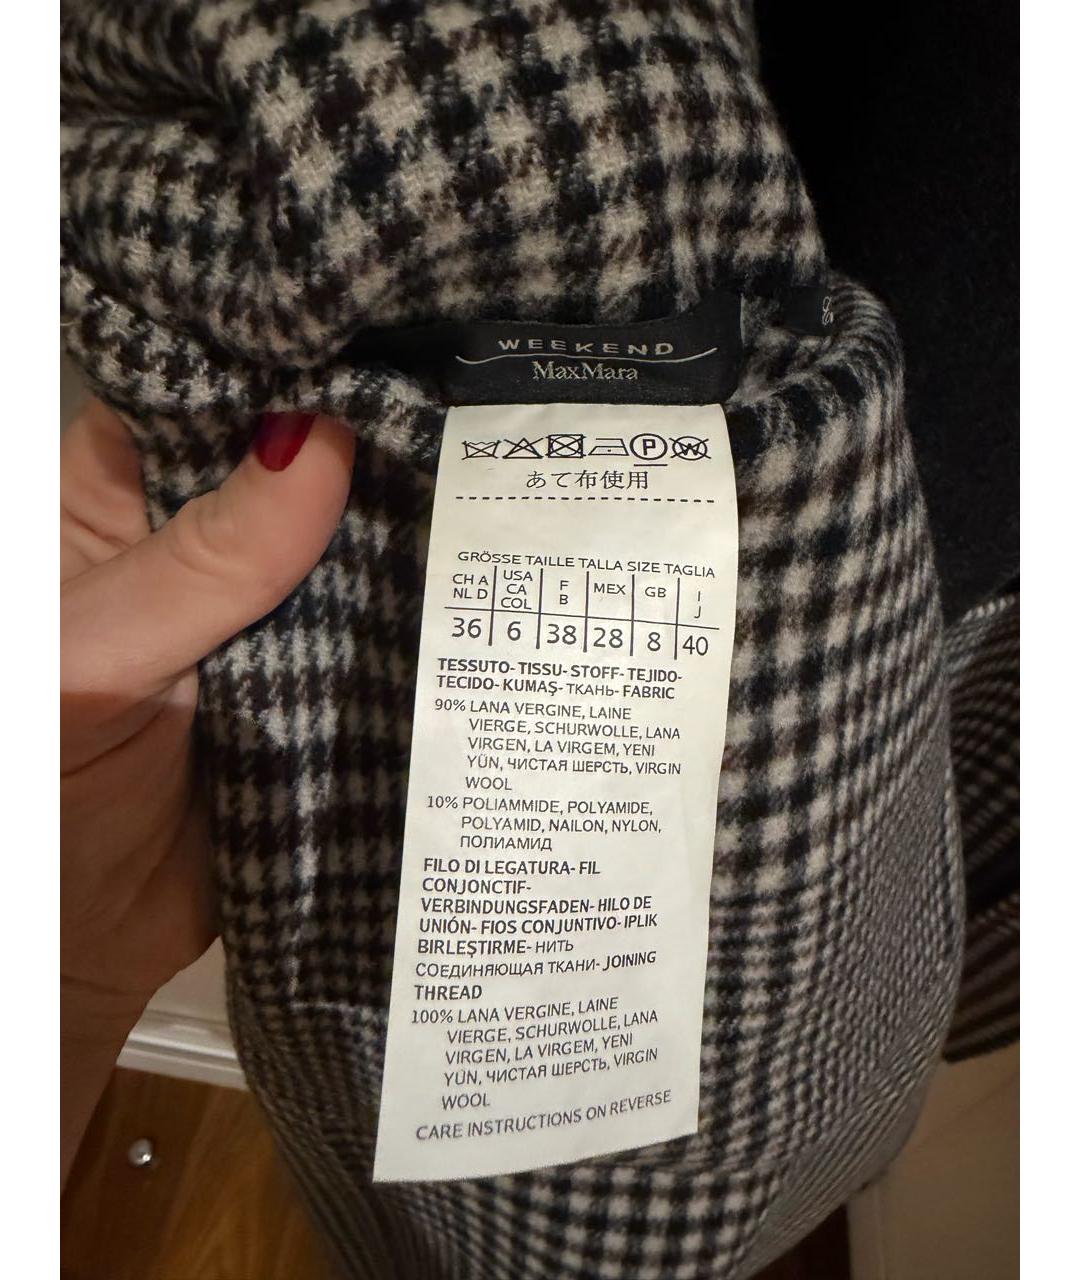 WEEKEND
MaxMara
P W
あて布使用
GRÖSSE TAILLE TALLA SIZE TAGLIA
CH A NL D | USA CA COL | F B | MEX | GB | I J
36 | 6 | 38 | 28 | 8 | 40
TESSUTO-TISSU-STOFF-TEJIDO-
TECIDO-KUMAŞ-ТКАНЬ-FABRIC
90% LANA VERGINE, LAINE
VIERGE, SCHURWOLLE, LANA
VIRGEN, LA VIRGEM, YENI
YÜN, ЧИСТАЯ ШЕРСТЬ, VIRGIN
WOOL
10% POLIAMMIDE, POLYAMIDE,
POLYAMID, NAILON, NYLON,
ПОЛИАМИД
FILO DI LEGATURA-FIL
CONJONCTIF-
VERBINDUNGSFADEN-HILO DE
UNIÓN-FIOS CONJUNTIVO-IPLIK
BIRLEŞTIRME-НИТЬ
СОЕДИНЯЮЩАЯ ТКАНИ-JOINING
THREAD
100% LANA VERGINE, LAINE
VIERGE, SCHURWOLLE, LANA
VIRGEN, LA VIRGEM, YENI
YÜN, ЧИСТАЯ ШЕРСТЬ, VIRGIN
WOOL
CARE INSTRUCTIONS ON REVERSE